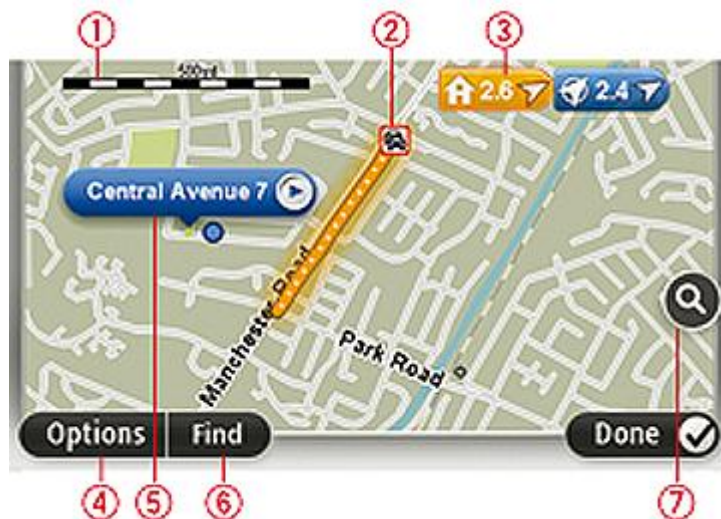 ① ② ③
500yd
2.6 2.4
Central Avenue 7
Manchester Road
Park Road
Options Find Done
④ ⑤ ⑥ ⑦